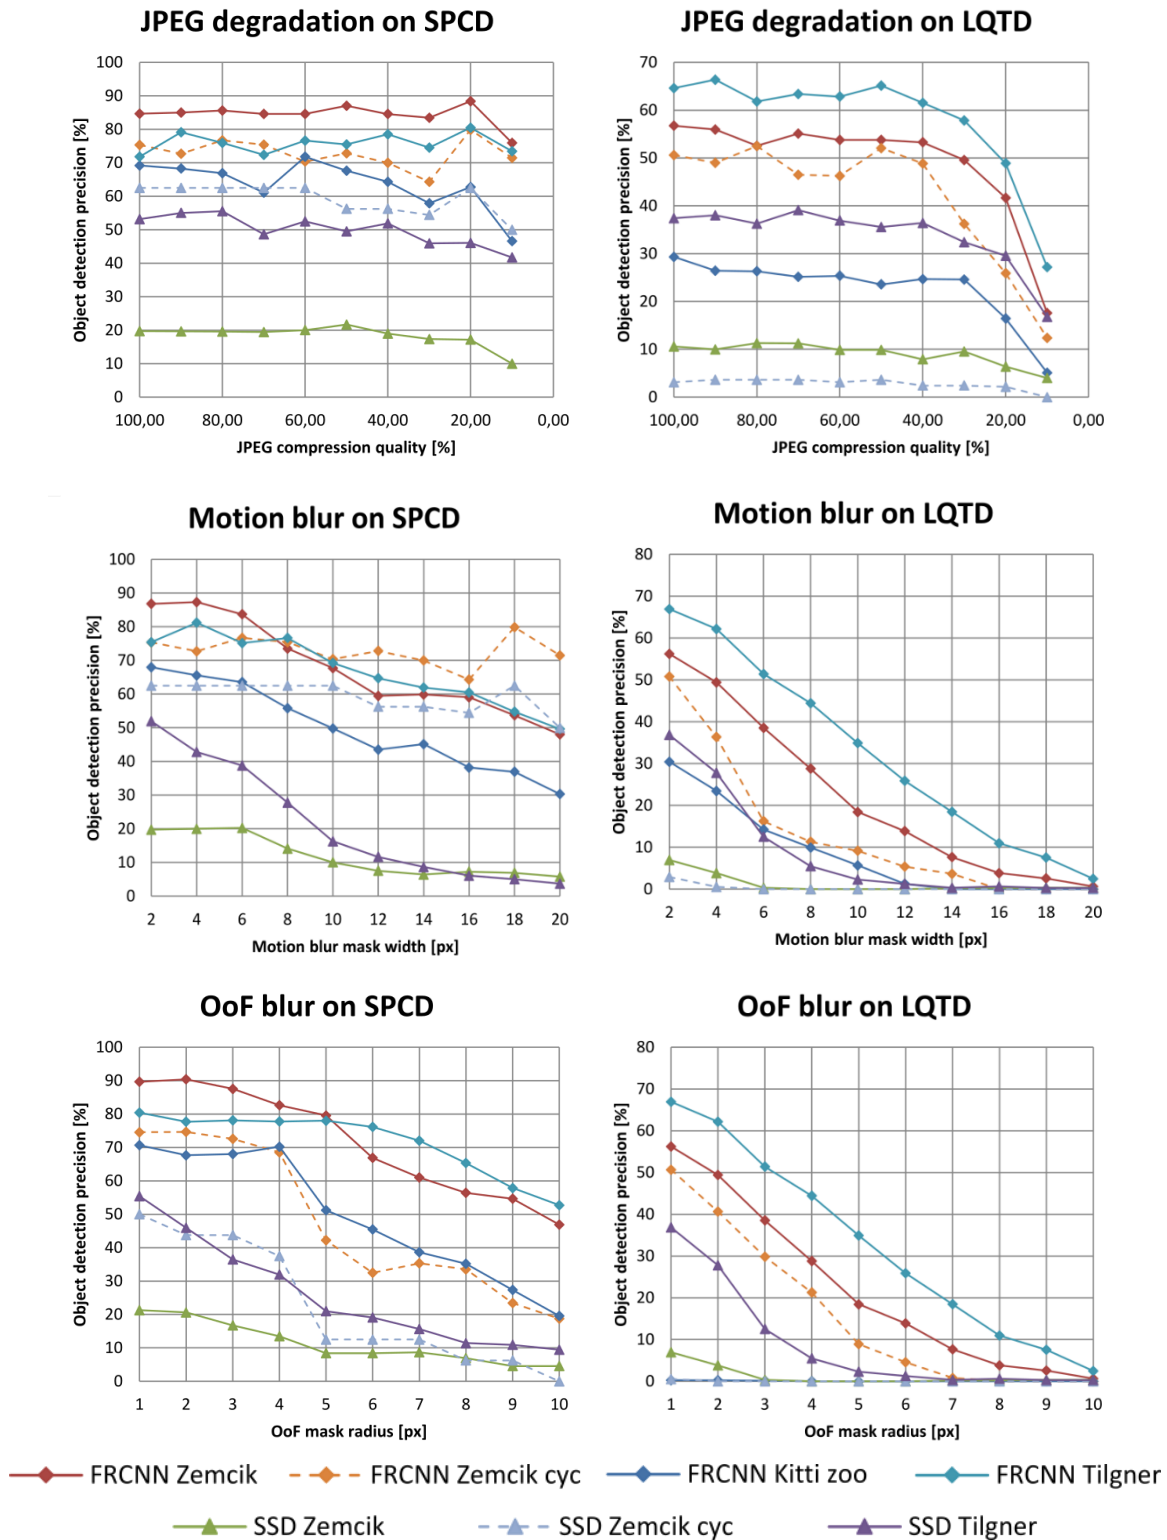 JPEG degradation on SPCD
100
90
80
70
60
50
40
30
20
10
0
Object detection precision [%]
100,00 80,00 60,00 40,00 20,00 0,00
JPEG compression quality [%]
JPEG degradation on LQTD
70
60
50
40
30
20
10
0
Object detection precision [%]
100,00 80,00 60,00 40,00 20,00 0,00
JPEG compression quality [%]
Motion blur on SPCD
100
90
80
70
60
50
40
30
20
10
0
Object detection precision [%]
2 4 6 8 10 12 14 16 18 20
Motion blur mask width [px]
Motion blur on LQTD
80
70
60
50
40
30
20
10
0
Object detection precision [%]
2 4 6 8 10 12 14 16 18 20
Motion blur mask width [px]
OoF blur on SPCD
100
90
80
70
60
50
40
30
20
10
0
Object detection precision [%]
1 2 3 4 5 6 7 8 9 10
OoF mask radius [px]
OoF blur on LQTD
80
70
60
50
40
30
20
10
0
Object detection precision [%]
1 2 3 4 5 6 7 8 9 10
OoF mask radius [px]
FRCNN Zemcik FRCNN Zemcik cyc FRCNN Kitti zoo FRCNN Tilgner
SSD Zemcik SSD Zemcik cyc SSD Tilgner